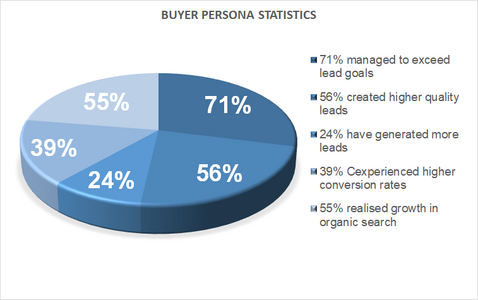 BUYER PERSONA STATISTICS
55%
71%
39%
24%
56%
71% managed to exceed
lead goals
56% created higher quality
leads
24% have generated more
leads
39% Cexperienced higher
conversion rates
55% realised growth in
organic search